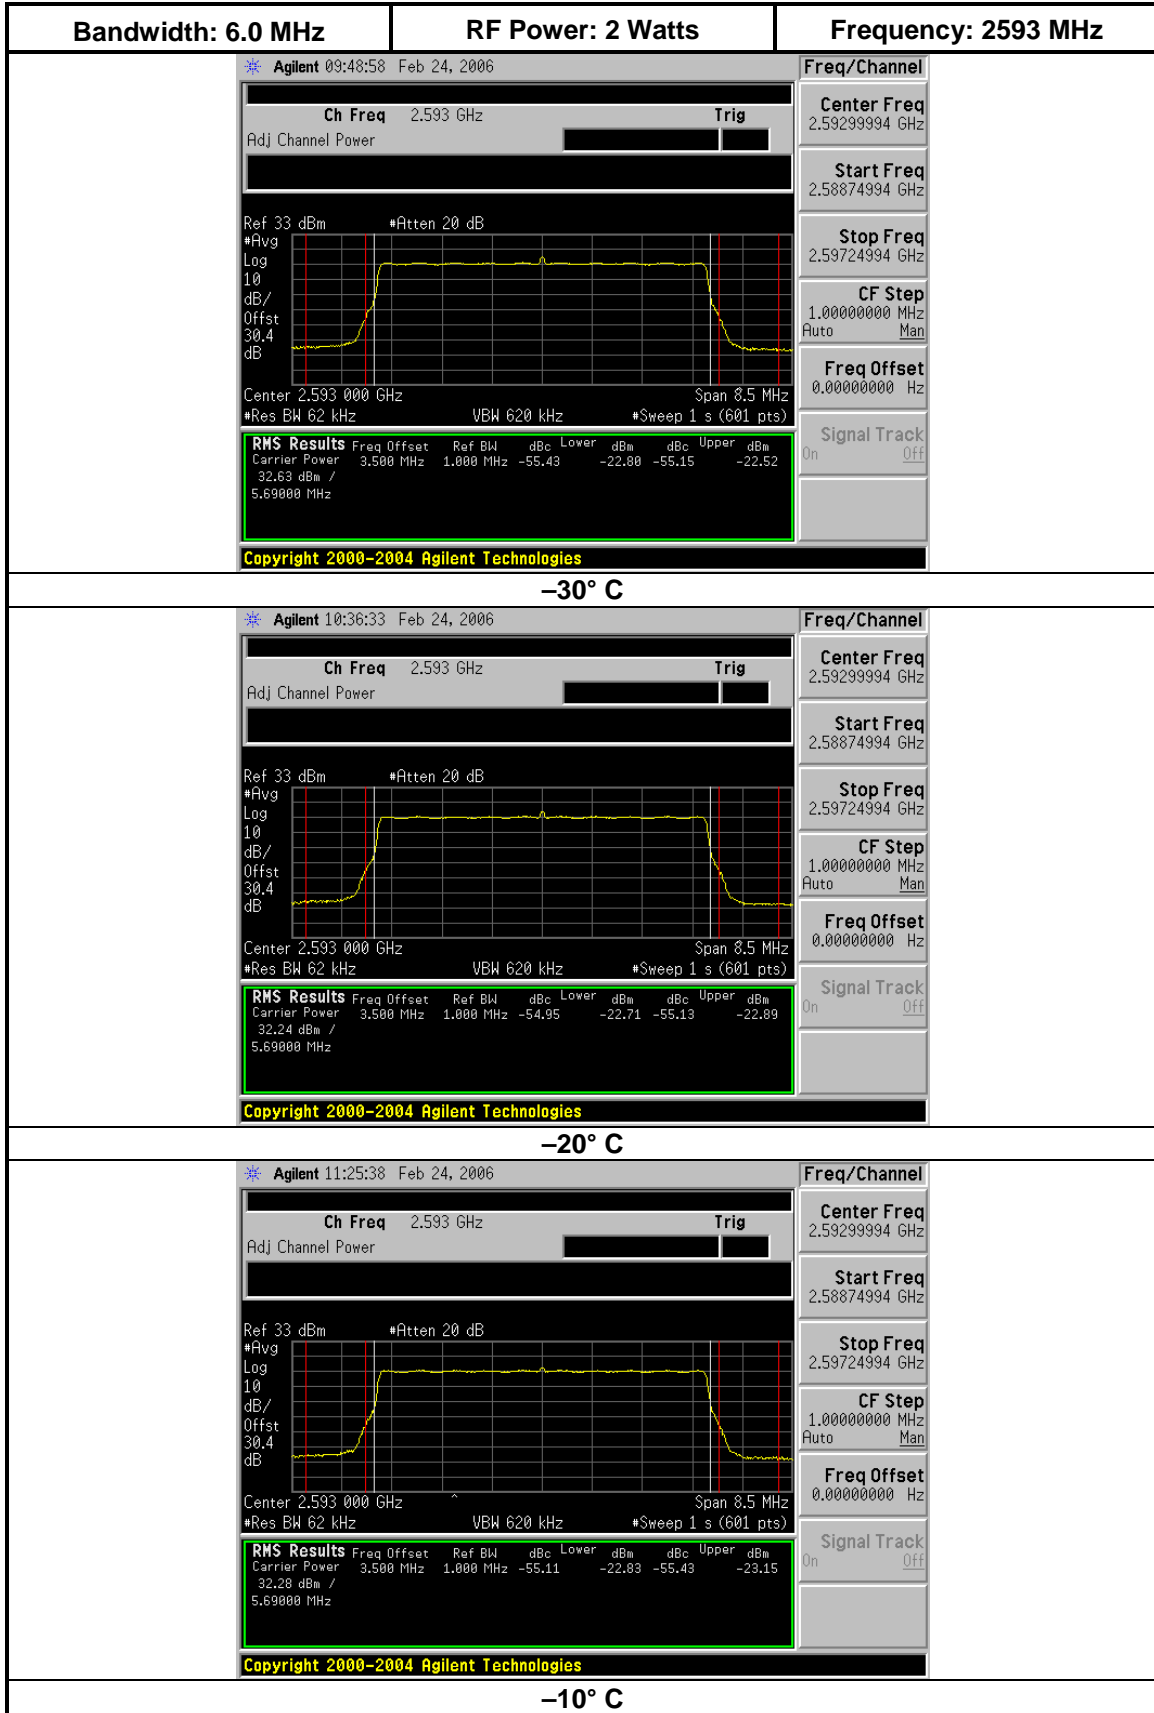 Bandwidth: 6.0 MHz RF Power: 2 Watts Frequency: 2593 MHz
Agilent 09:48:58 Feb 24, 2006 Freq/Channel
Ch Freq 2.593 GHz Trig
Adj Channel Power
Center Freq
2.59299994 GHz
Start Freq
2.58874994 GHz
Stop Freq
2.59724994 GHz
CF Step
1.00000000 MHz
Auto Man
Freq Offset
0.00000000 Hz
Signal Track
On Off
Ref 33 dBm #Atten 20 dB
#Avg
Log
10
dB/
Offst
30.4
dB
Center 2.593 000 GHz Span 8.5 MHz
#Res BW 62 kHz VBW 620 kHz #Sweep 1 s (601 pts)
RMS Results Freq Offset Ref BW dBc Lower dBm dBc Upper dBm
Carrier Power 3.500 MHz 1.000 MHz -55.43 -22.80 -55.15 -22.52
32.63 dBm /
5.69000 MHz
Copyright 2000-2004 Agilent Technologies
–30° C
Agilent 10:36:33 Feb 24, 2006 Freq/Channel
Ch Freq 2.593 GHz Trig
Adj Channel Power
Center Freq
2.59299994 GHz
Start Freq
2.58874994 GHz
Stop Freq
2.59724994 GHz
CF Step
1.00000000 MHz
Auto Man
Freq Offset
0.00000000 Hz
Signal Track
On Off
Ref 33 dBm #Atten 20 dB
#Avg
Log
10
dB/
Offst
30.4
dB
Center 2.593 000 GHz Span 8.5 MHz
#Res BW 62 kHz VBW 620 kHz #Sweep 1 s (601 pts)
RMS Results Freq Offset Ref BW dBc Lower dBm dBc Upper dBm
Carrier Power 3.500 MHz 1.000 MHz -54.95 -22.71 -55.13 -22.89
32.24 dBm /
5.69000 MHz
Copyright 2000-2004 Agilent Technologies
–20° C
Agilent 11:25:38 Feb 24, 2006 Freq/Channel
Ch Freq 2.593 GHz Trig
Adj Channel Power
Center Freq
2.59299994 GHz
Start Freq
2.58874994 GHz
Stop Freq
2.59724994 GHz
CF Step
1.00000000 MHz
Auto Man
Freq Offset
0.00000000 Hz
Signal Track
On Off
Ref 33 dBm #Atten 20 dB
#Avg
Log
10
dB/
Offst
30.4
dB
Center 2.593 000 GHz ^ Span 8.5 MHz
#Res BW 62 kHz VBW 620 kHz #Sweep 1 s (601 pts)
RMS Results Freq Offset Ref BW dBc Lower dBm dBc Upper dBm
Carrier Power 3.500 MHz 1.000 MHz -55.11 -22.83 -55.43 -23.15
32.28 dBm /
5.69000 MHz
Copyright 2000-2004 Agilent Technologies
–10° C